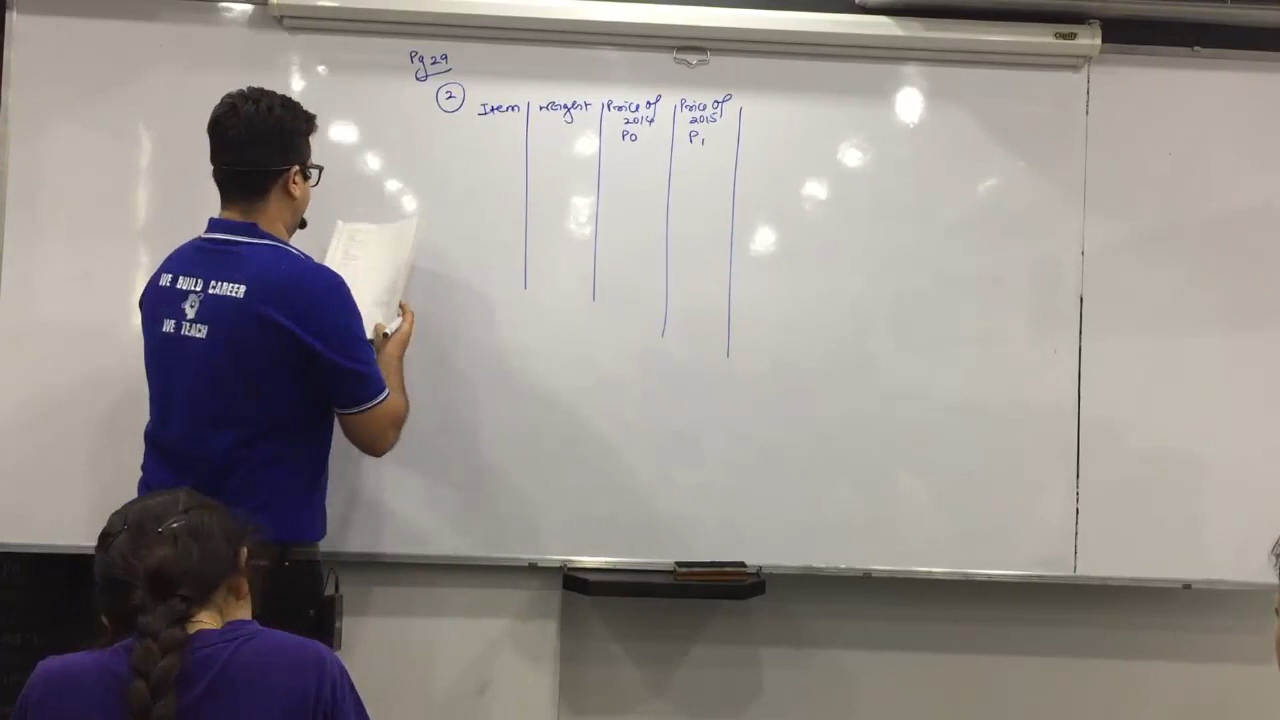 Pg 29
2 Item weight Price of 2014 P0 Price of 2015 P1
WE BUILD CAREER
WE TEACH